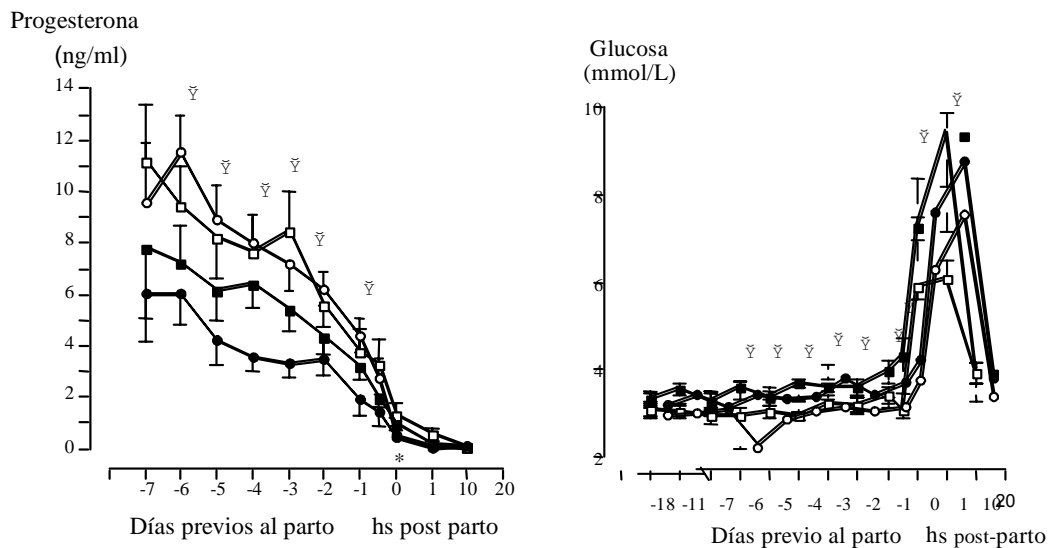 Progesterona
(ng/ml)
14
12
10
8
6
4
2
0
Ÿ
Ÿ
Ÿ
Ÿ
Ÿ
Ÿ
*
-7 -6 -5 -4 -3 -2 -1 0 1 10 20
Días previos al parto hs post parto
Glucosa
(mmol/L)
10
8
6
4
2
Ÿ
Ÿ
Ÿ
Ÿ
Ÿ
Ÿ
Ÿ
Ÿ
-18 -11 -7 -6 -5 -4 -3 -2 -1 0 1 10 20
Días previo al parto hs post-parto